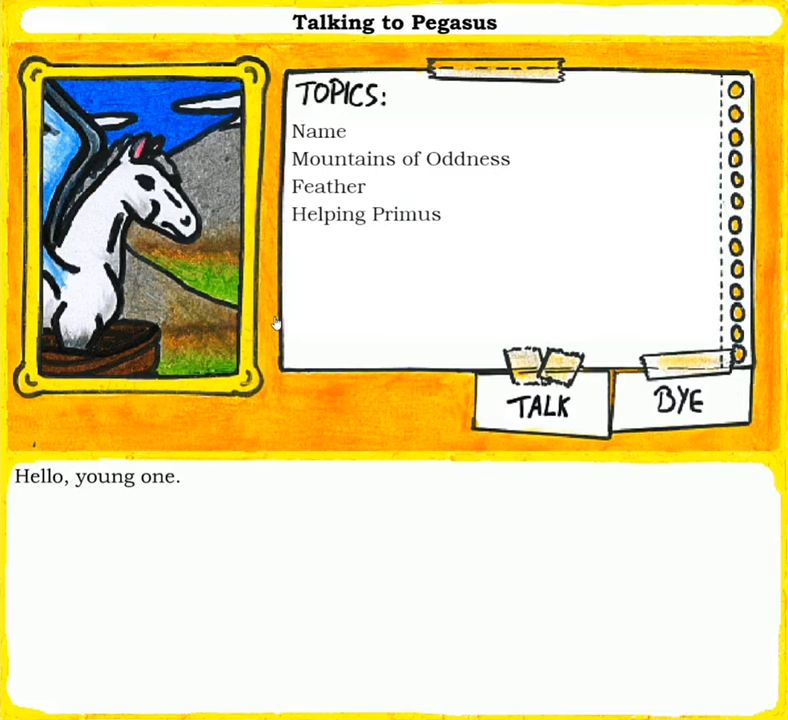 Talking to Pegasus
TOPICS:
Name
Mountains of Oddness
Feather
Helping Primus
TALK
BYE
Hello, young one.